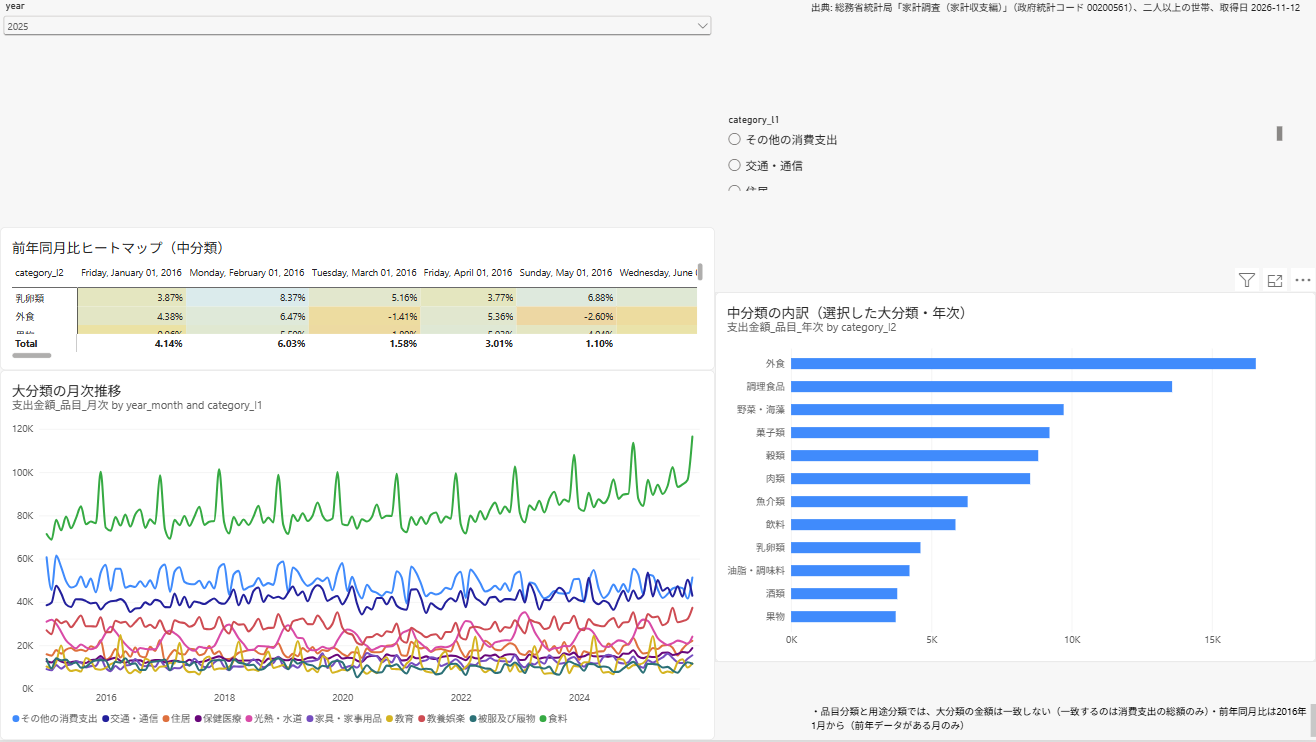 year
2025
出典: 総務省統計局「家計調査（家計収支編）」（政府統計コード 00200561）、二人以上の世帯、取得日 2026-11-12
category_l1
その他の消費支出
交通・通信
住居
前年同月比ヒートマップ（中分類）
category_l2 Friday, January 01, 2016 Monday, February 01, 2016 Tuesday, March 01, 2016 Friday, April 01, 2016 Sunday, May 01, 2016 Wednesday, June
乳卵類 3.87% 8.37% 5.16% 3.77% 6.88%
外食 4.38% 6.47% -1.41% 5.36% -2.60%
Total 4.14% 6.03% 1.58% 3.01% 1.10%
大分類の月次推移
支出金額_品目_月次 by year_month and category_l1
120K
100K
80K
60K
40K
20K
0K
2016 2018 2020 2022 2024
その他の消費支出 交通・通信 住居 保健医療 光熱・水道 家具・家事用品 教育 教養娯楽 被服及び履物 食料
中分類の内訳（選択した大分類・年次）
支出金額_品目_年次 by category_l2
外食
調理食品
野菜・海藻
菓子類
穀類
肉類
魚介類
飲料
乳卵類
油脂・調味料
酒類
果物
0K 5K 10K 15K
・品目分類と用途分類では、大分類の金額は一致しない（一致するのは消費支出の総額のみ）・前年同月比は2016年
1月から（前年データがある月のみ）